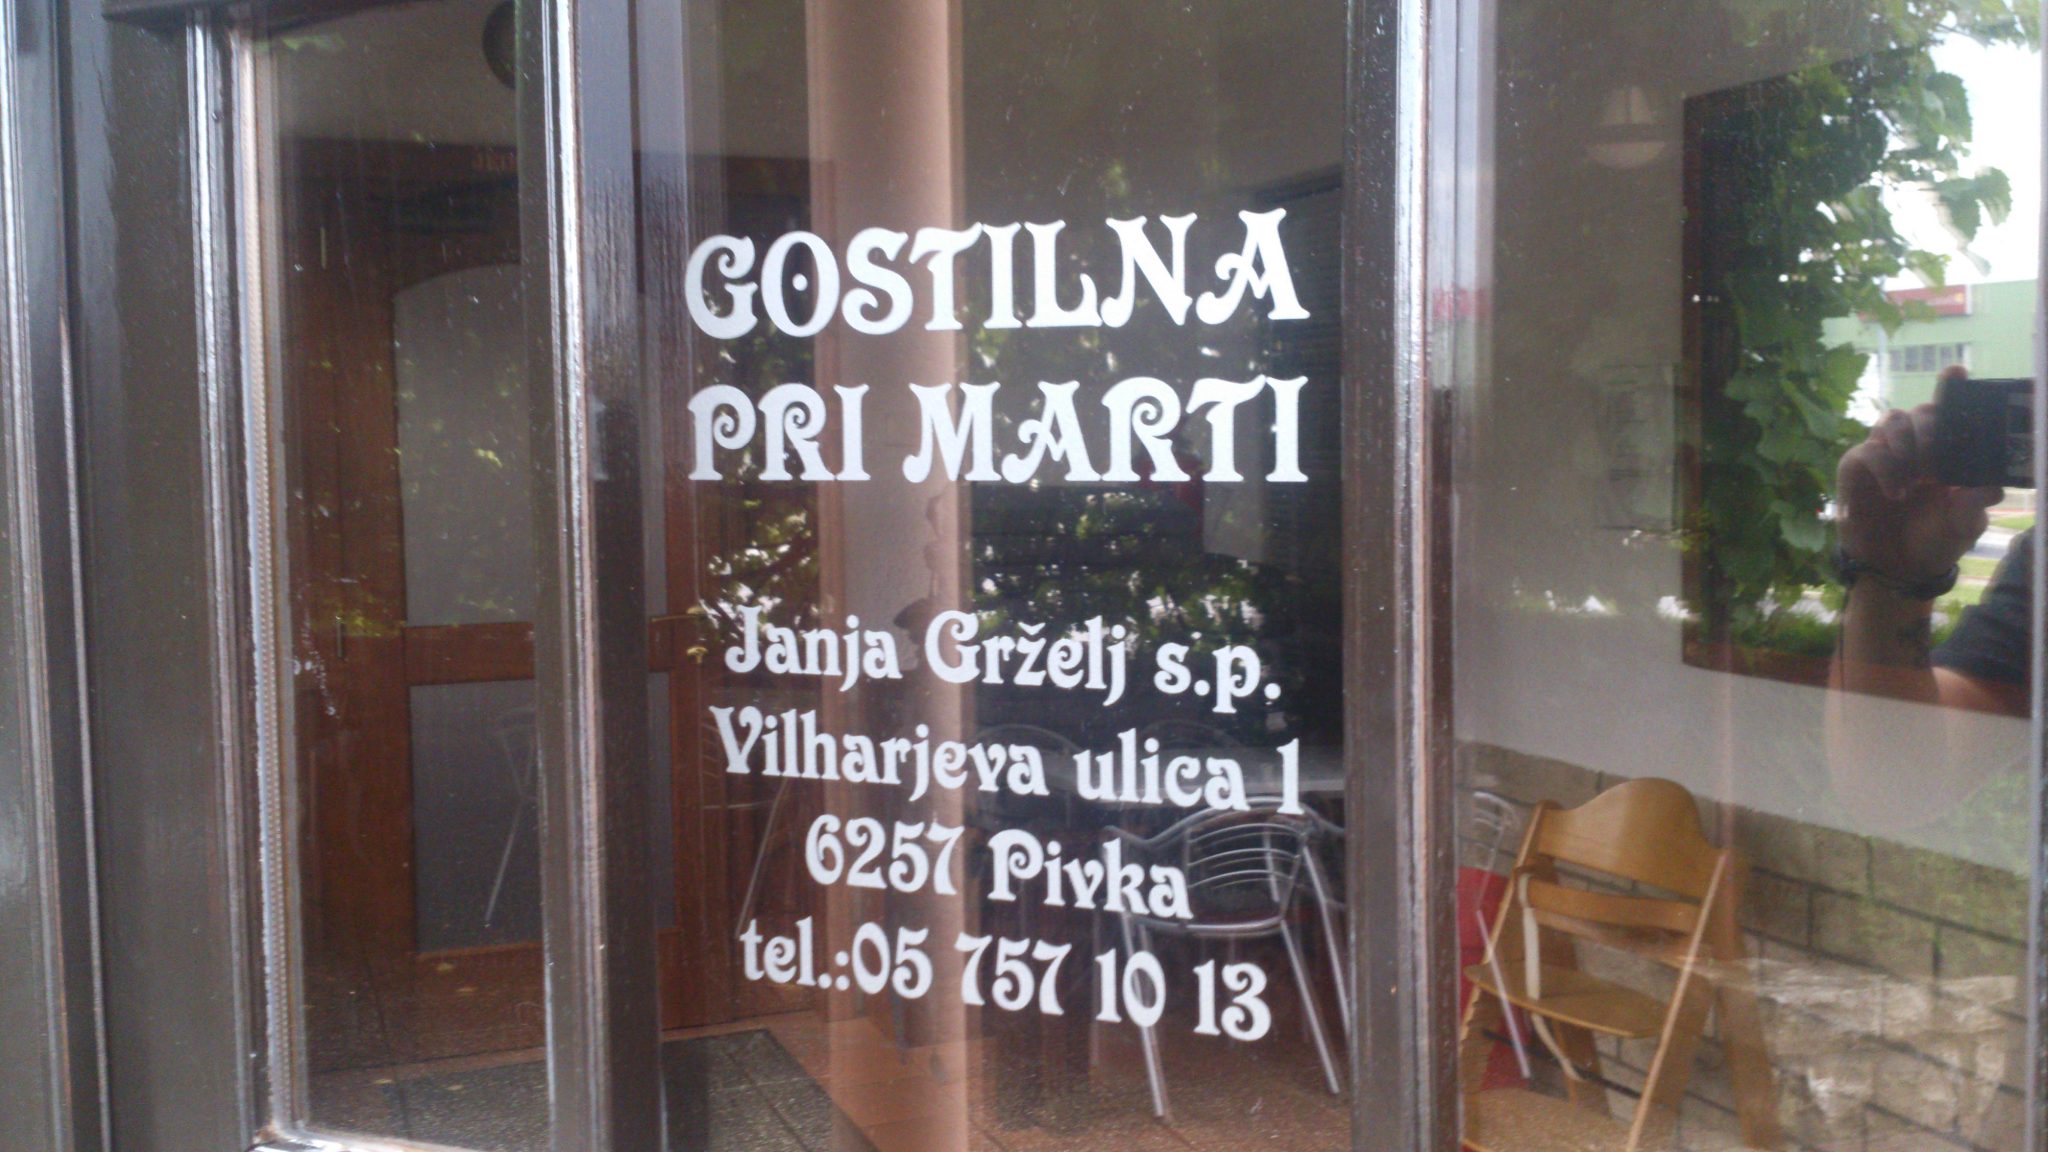 GOSTILNA
PRI MARTI
Janja Grželj s.p.
Vilharjeva ulica 1
6257 Pivka
tel.:05 757 10 13